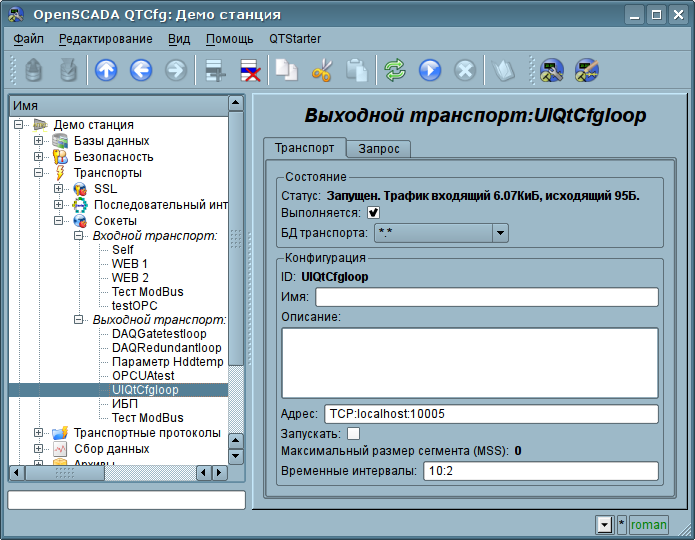 OpenSCADA QTCfg: Демо станция
Файл Редактирование Вид Помощь QTStarter
Имя
Демо станция
Базы данных
Безопасность
Транспорты
SSL
Последовательный инт
Сокеты
Входной транспорт:
Self
WEB 1
WEB 2
Тест ModBus
testOPC
Выходной транспорт:
DAQGatetestloop
DAQRedundantloop
Параметр Hddtemp
OPCUAtest
UIQtCfgloop
ИБП
Тест ModBus
Транспортные протоколы
Сбор данных
Архивы
Выходной транспорт:UIQtCfgloop
Транспорт Запрос
Состояние
Статус: Запущен. Трафик входящий 6.07КиБ, исходящий 95Б.
Выполняется:
БД транспорта: *.*
Конфигурация
ID: UIQtCfgloop
Имя:
Описание:
Адрес: TCP:localhost:10005
Запускать:
Максимальный размер сегмента (MSS): 0
Временные интервалы: 10:2
* roman